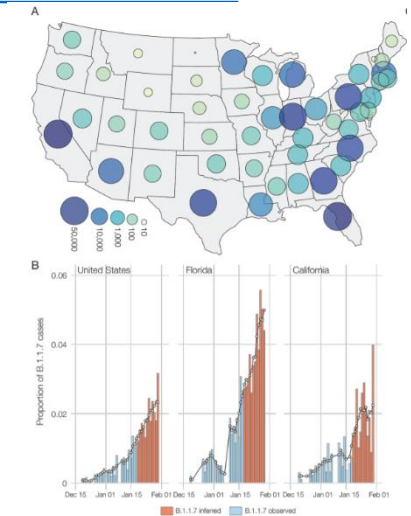 A
C
50,000
10,000
1,000
100
10
B
United States
Florida
California
Proportion of B.1.1.7 cases
0.06
0.04
0.02
0
Dec 15
Jan 01
Jan 15
Feb 01
Dec 15
Jan 01
Jan 15
Feb 01
Dec 15
Jan 01
Jan 15
Feb 01
B.1.1.7 inferred
B.1.1.7 observed